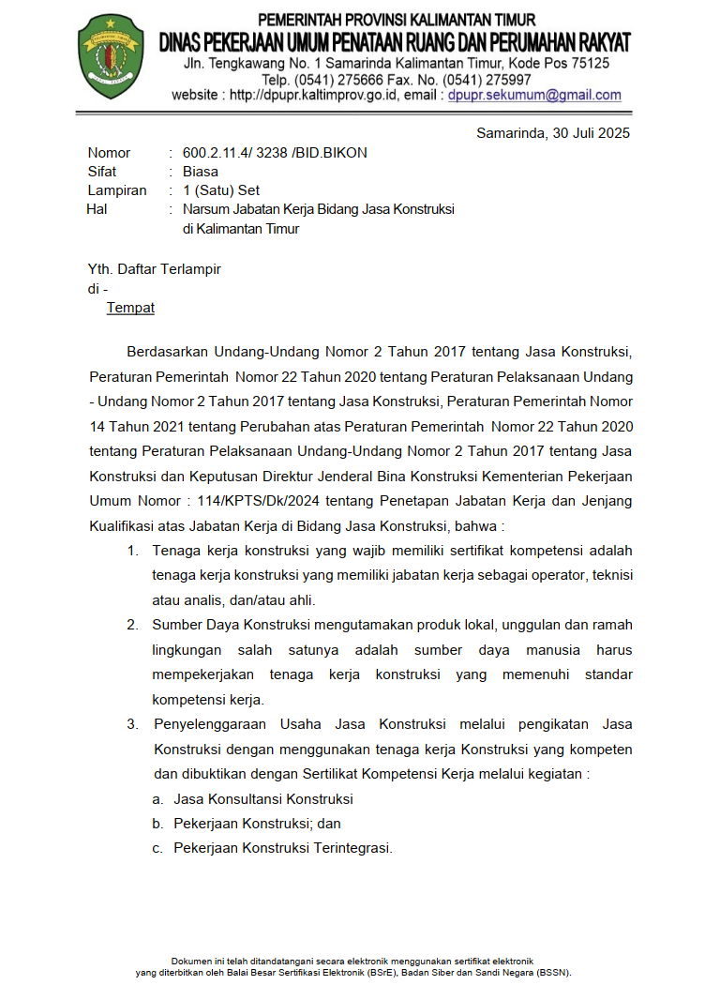 PEMERINTAH PROVINSI KALIMANTAN TIMUR
DINAS PEKERJAAN UMUM PENATAAN RUANG DAN PERUMAHAN RAKYAT
Jln. Tengkawang No. 1 Samarinda Kalimantan Timur, Kode Pos 75125
Telp. (0541) 275666 Fax. No. (0541) 275997
website : http://dpupr.kaltimprov.go.id, email : dpupr.sekumum@gmail.com
Samarinda, 30 Juli 2025
Nomor : 600.2.11.4/ 3238 /BID.BIKON
Sifat : Biasa
Lampiran : 1 (Satu) Set
Hal : Narsum Jabatan Kerja Bidang Jasa Konstruksi
di Kalimantan Timur
Yth. Daftar Terlampir
di -
Tempat
Berdasarkan Undang-Undang Nomor 2 Tahun 2017 tentang Jasa Konstruksi,
Peraturan Pemerintah Nomor 22 Tahun 2020 tentang Peraturan Pelaksanaan Undang
- Undang Nomor 2 Tahun 2017 tentang Jasa Konstruksi, Peraturan Pemerintah Nomor
14 Tahun 2021 tentang Perubahan atas Peraturan Pemerintah Nomor 22 Tahun 2020
tentang Peraturan Pelaksanaan Undang-Undang Nomor 2 Tahun 2017 tentang Jasa
Konstruksi dan Keputusan Direktur Jenderal Bina Konstruksi Kementerian Pekerjaan
Umum Nomor : 114/KPTS/Dk/2024 tentang Penetapan Jabatan Kerja dan Jenjang
Kualifikasi atas Jabatan Kerja di Bidang Jasa Konstruksi, bahwa :
1. Tenaga kerja konstruksi yang wajib memiliki sertifikat kompetensi adalah
tenaga kerja konstruksi yang memiliki jabatan kerja sebagai operator, teknisi
atau analis, dan/atau ahli.
2. Sumber Daya Konstruksi mengutamakan produk lokal, unggulan dan ramah
lingkungan salah satunya adalah sumber daya manusia harus
mempekerjakan tenaga kerja konstruksi yang memenuhi standar
kompetensi kerja.
3. Penyelenggaraan Usaha Jasa Konstruksi melalui pengikatan Jasa
Konstruksi dengan menggunakan tenaga kerja Konstruksi yang kompeten
dan dibuktikan dengan Sertilikat Kompetensi Kerja melalui kegiatan :
a. Jasa Konsultansi Konstruksi
b. Pekerjaan Konstruksi; dan
c. Pekerjaan Konstruksi Terintegrasi.
Dokumen ini telah ditandatangani secara elektronik menggunakan sertifikat elektronik
yang diterbitkan oleh Balai Besar Sertifikasi Elektronik (BSrE), Badan Siber dan Sandi Negara (BSSN).